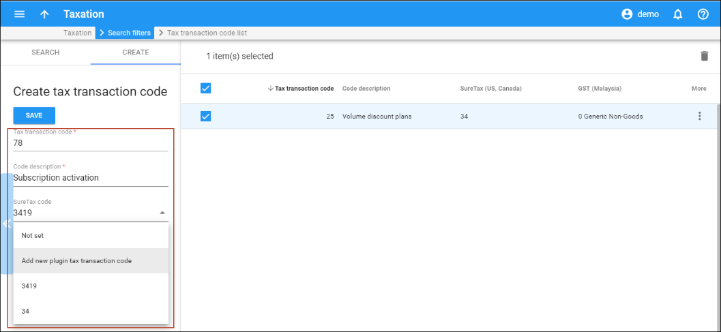 Taxation
demo
Taxation
Search filters
Tax transaction code list
SEARCH
CREATE
1 item(s) selected
Create tax transaction code
SAVE
Tax transaction code *
78
Code description *
Subscription activation
SureTax code
3419
Not set
Add new plugin tax transaction code
3419
34
Tax transaction code
Code description
SureTax (US, Canada)
GST (Malaysia)
More
25
Volume discount plans
34
0 Generic Non-Goods